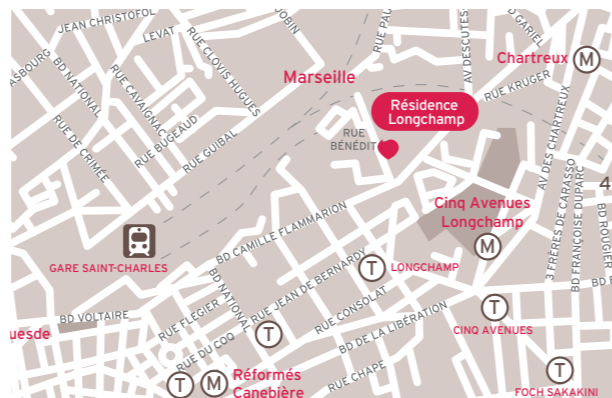 JEAN CHRISTOFOL
LEVAT
JOBIN
RUE PAU
AV DESCUTES
D GARIEL
Chartreux
M
ASBOURG
BD NATIONAL
RUE CAVAIGNAC
RUE CLOVIS HUGUES
Marseille
RUE KRUGER
Résidence
Longchamp
RUE DE CRIMÉE
RUE BUGEAUD
RUE GUIBAL
RUE
BÉNÉDIT
AV DES CHARTREUX
3 FRÈRES DE CARASSO
BD FRANÇOISE DUPARC
BD ROUGIER
4
Cinq Avenues
Longchamp
M
GARE SAINT-CHARLES
BD CAMILLE FLAMMARION
T
LONGCHAMP
BD VOLTAIRE
uesde
RUE FLEGIER
BD NATIONAL
RUE JEAN DE BERNARDY
RUE CONSOLAT
BD DE LA LIBÉRATION
BD
T
CINQ AVENUES
RUE DU COQ
T
T
M
Réformés
Canebière
RUE CHAPE
T
FOCH SAKAKINI